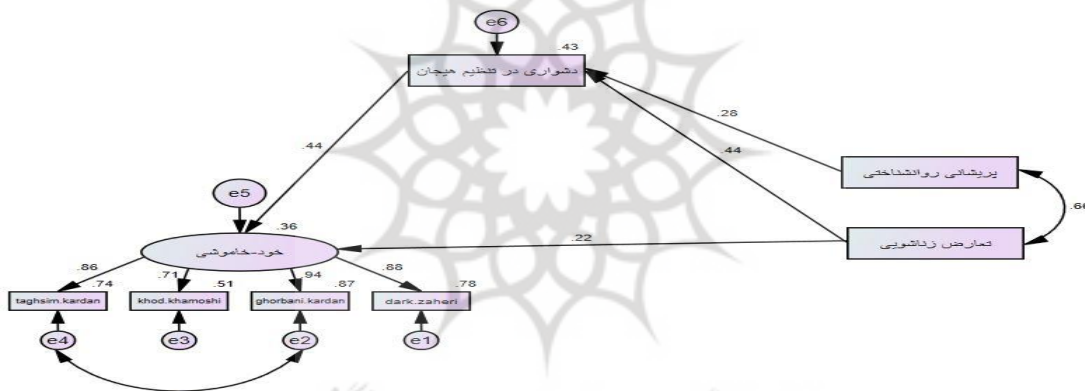 e6
.43
دشواری در تنظیم هیجان
.28
.44
.44
پریشانی روانشناختی
.66
e5
.36
تعارض زناشویی
.22
خود-خاموشی
.86
.71
.94
.88
.74
.51
.87
.78
taghsim.kardan
khod.khamoshi
ghorbani.kardan
dark.zaheri
e4
e3
e2
e1